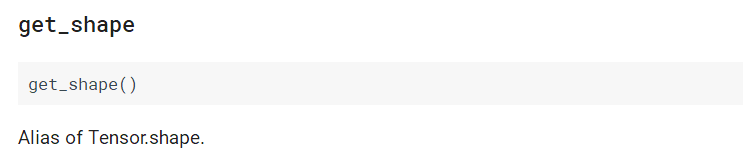 get_shape
get_shape()
Alias of Tensor.shape.